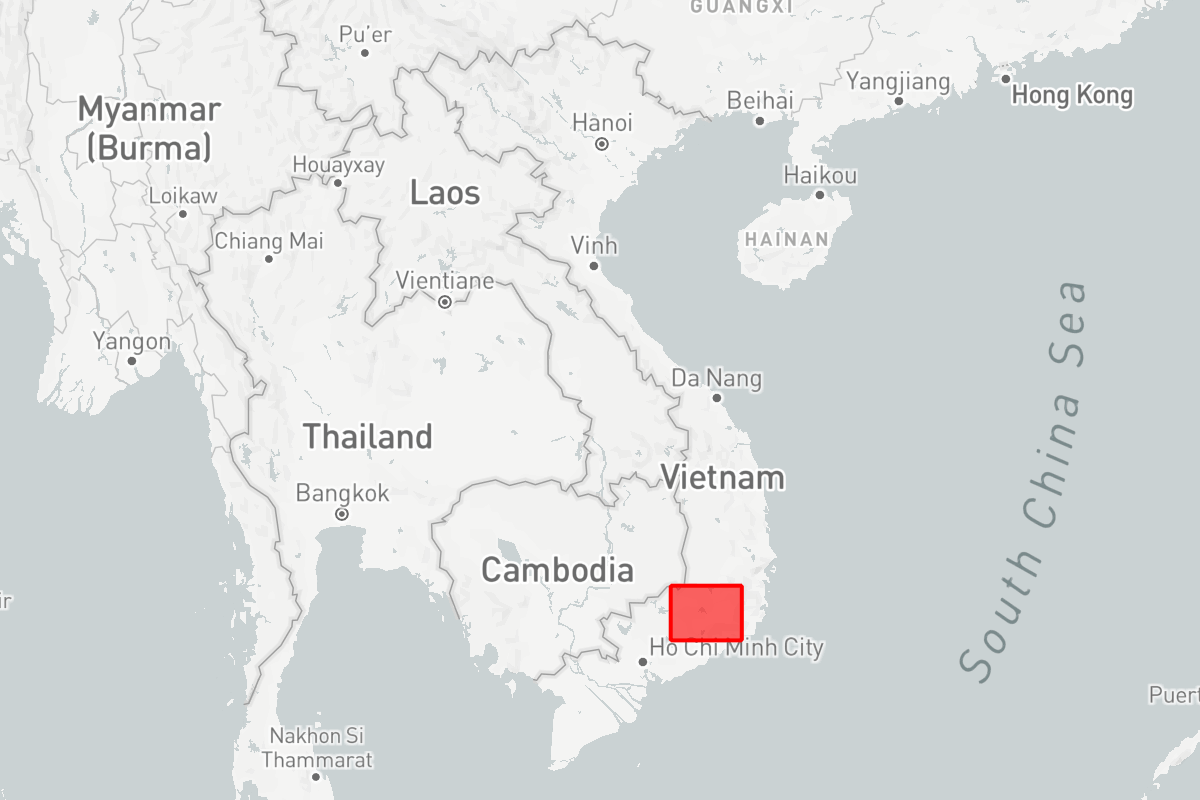 GUANGXI
Pu'er
Yangjiang
Beihai
Hong Kong
Myanmar
(Burma)
Hanoi
Houayxay
Haikou
Loikaw
Laos
Chiang Mai
HAINAN
Vinh
Vientiane
Yangon
South China Sea
Da Nang
Thailand
Vietnam
Bangkok
Cambodia
ir
Ho Chi Minh City
Puert
Nakhon Si
Thammarat